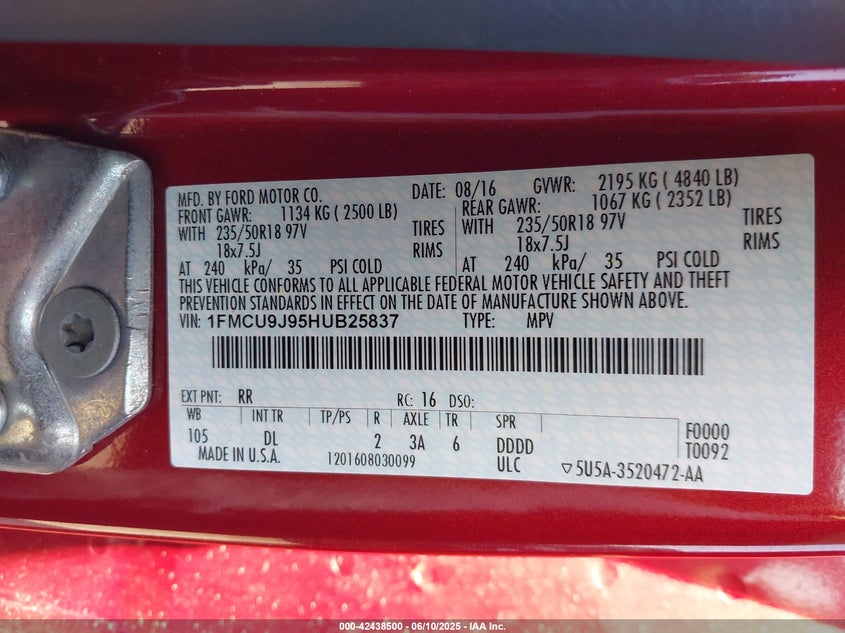 MFD. BY FORD MOTOR CO. DATE: 08/16 GVWR: 2195 KG ( 4840 LB)
FRONT GAWR: 1134 KG ( 2500 LB) REAR GAWR: 1067 KG ( 2352 LB)
WITH 235/50R18 97V TIRES WITH 235/50R18 97V TIRES
18x7.5J RIMS 18x7.5J RIMS
AT 240 kPa/ 35 PSI COLD AT 240 kPa/ 35 PSI COLD
THIS VEHICLE CONFORMS TO ALL APPLICABLE FEDERAL MOTOR VEHICLE SAFETY AND THEFT
PREVENTION STANDARDS IN EFFECT ON THE DATE OF MANUFACTURE SHOWN ABOVE.
VIN: 1FMCU9J95HUB25837 TYPE: MPV
EXT PNT: RR RC: 16 DSO:
WB INT TR TP/PS R AXLE TR SPR F0000
105 DL 2 3A 6 DDDD T0092
MADE IN U.S.A. 1201608030099 ULC ▽5U5A-3520472-AA
000-42438500 - 06/10/2025 - IAA Inc.